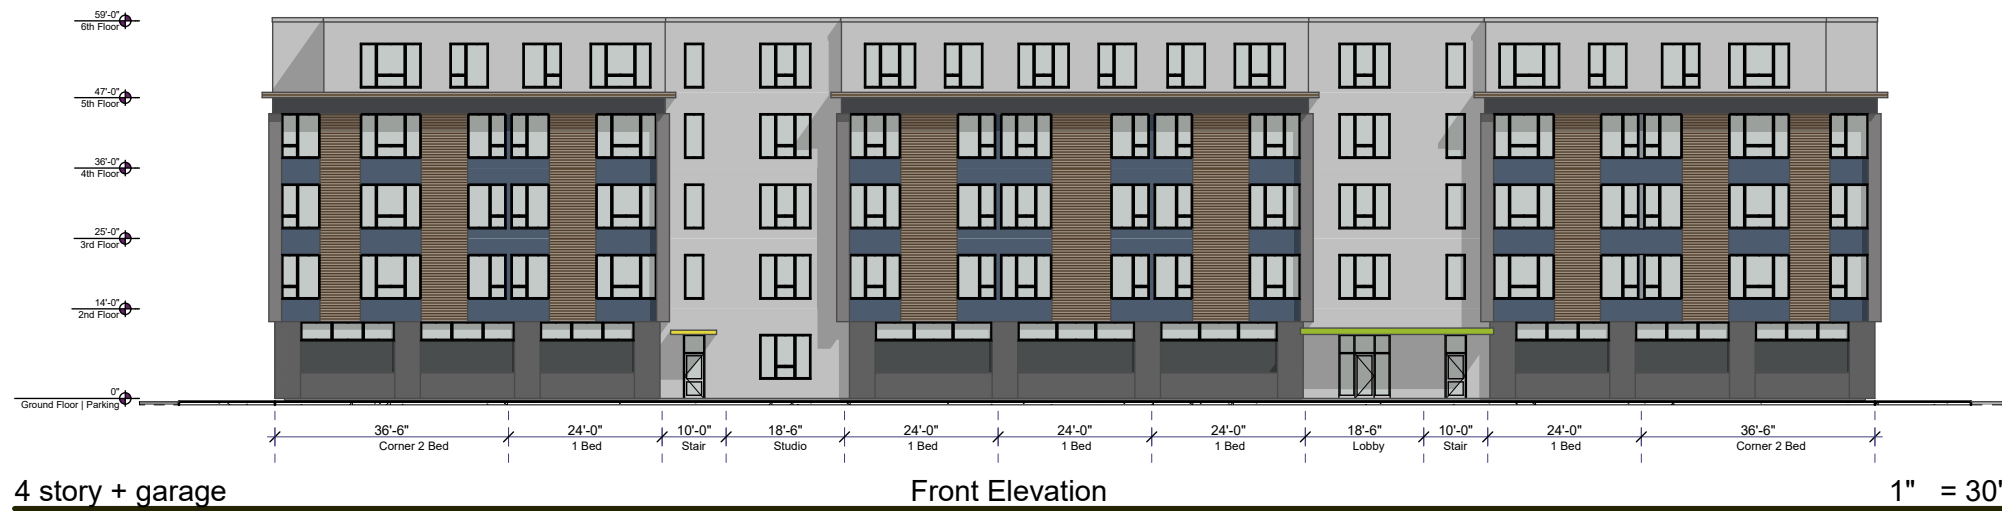 59'-0"
6th Floor
47'-0"
5th Floor
36'-0"
4th Floor
25'-0"
3rd Floor
14'-0"
2nd Floor
0"
Ground Floor | Parking
36'-6" 24'-0" 10'-0" 18'-6" 24'-0" 24'-0" 24'-0" 18'-6" 10'-0" 24'-0" 36'-6"
Corner 2 Bed 1 Bed Stair Studio 1 Bed 1 Bed 1 Bed Lobby Stair 1 Bed Corner 2 Bed
4 story + garage Front Elevation 1" = 30'